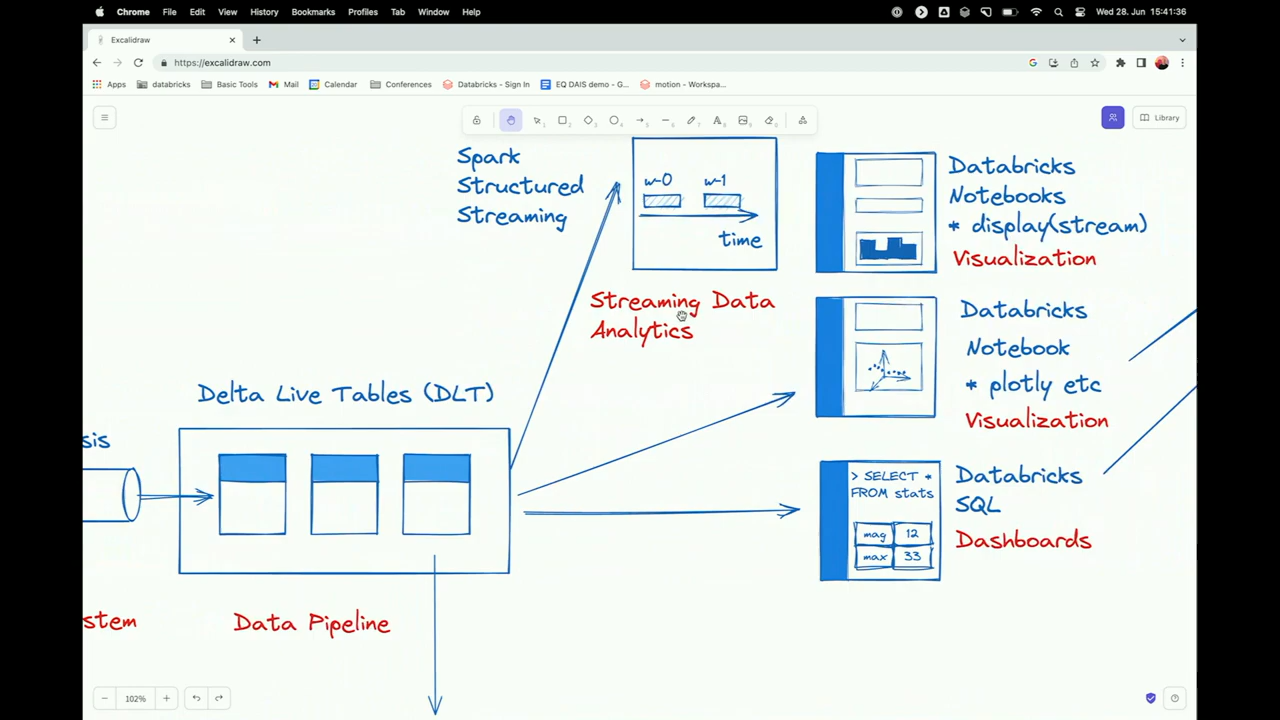 Chrome File Edit View History Bookmarks Profiles Tab Window Help
Wed 28. Jun 15:41:36
Excalidraw
https://excalidraw.com
Apps databricks Basic Tools Mail Calendar Conferences Databricks - Sign In EQ DAIS demo - G... motion - Workspa...
Library
Spark
Structured
Streaming
w-0 w-1
time
Streaming Data
Analytics
Databricks
Notebooks
* display(stream)
Visualization
Databricks
Notebook
* plotly etc
Visualization
> SELECT *
FROM stats
mag 12
max 33
Databricks
SQL
Dashboards
Delta Live Tables (DLT)
sis
stem
Data Pipeline
102%